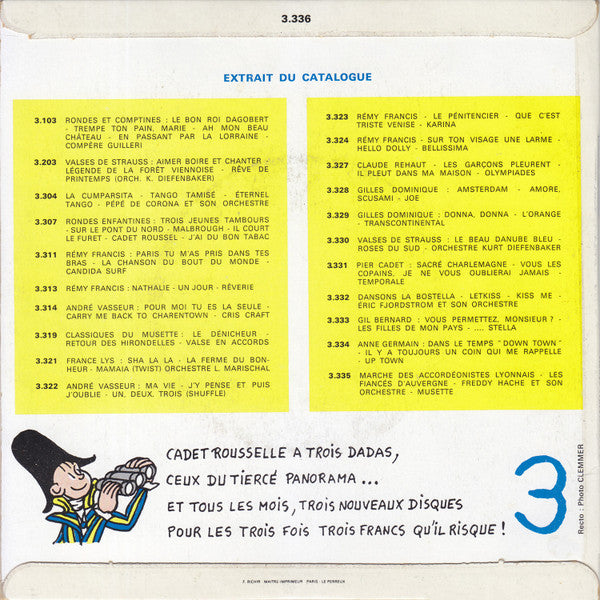 3.336
EXTRAIT DU CATALOGUE
3.103 RONDES ET COMPTINES : LE BON ROI DAGOBERT
- TREMPE TON PAIN, MARIE - AH MON BEAU
CHÂTEAU - EN PASSANT PAR LA LORRAINE -
COMPÈRE GUILLERI
3.203 VALSES DE STRAUSS : AIMER BOIRE ET CHANTER -
LÉGENDE DE LA FORÊT VIENNOISE - RÊVE DE
PRINTEMPS (ORCH. K. DIEFENBAKER)
3.304 LA CUMPARSITA - TANGO TAMISÉ - ÉTERNEL
TANGO - PÉPÉ DE CORONA ET SON ORCHESTRE
3.307 RONDES ENFANTINES : TROIS JEUNES TAMBOURS
- SUR LE PONT DU NORD - MALBROUGH - IL COURT
LE FURET - CADET ROUSSEL - J'AI DU BON TABAC
3.311 RÉMY FRANCIS : PARIS TU M'AS PRIS DANS TES
BRAS - LA CHANSON DU BOUT DU MONDE -
CANDIDA SURF
3.313 RÉMY FRANCIS : NATHALIE - UN JOUR - RÊVERIE
3.314 ANDRÉ VASSEUR : POUR MOI TU ES LA SEULE -
CARRY ME BACK TO CHARENTOWN - CRIS CRAFT
3.319 CLASSIQUES DU MUSETTE : LE DÉNICHEUR -
RETOUR DES HIRONDELLES - VALSE EN ACCORDS
3.321 FRANCE LYS : SHA LA LA - LA FERME DU BON-
HEUR - MAMAIA (TWIST) ORCHESTRE L. MARISCHAL
3.322 ANDRÉ VASSEUR : MA VIE - J'Y PENSE ET PUIS
J'OUBLIE - UN, DEUX, TROIS (SHUFFLE)
3.323 RÉMY FRANCIS - LE PÉNITENCIER - QUE C'EST
TRISTE VENISE - KARINA
3.324 RÉMY FRANCIS - SUR TON VISAGE UNE LARME -
HELLO DOLLY - BELLISSIMA
3.327 CLAUDE REHAUT - LES GARÇONS PLEURENT -
IL PLEUT DANS MA MAISON - OLYMPIADES
3.328 GILLES DOMINIQUE : AMSTERDAM - AMORE,
SCUSAMI - JOE
3.329 GILLES DOMINIQUE : DONNA, DONNA - L'ORANGE
- TRANSCONTINENTAL
3.330 VALSES DE STRAUSS : LE BEAU DANUBE BLEU -
ROSES DU SUD - ORCHESTRE KURT DIEFENBAKER
3.331 PIER CADET : SACRÉ CHARLEMAGNE - VOUS LES
COPAINS, JE NE VOUS OUBLIERAI JAMAIS -
TEMPORALE
3.332 DANSONS LA BOSTELLA - LETKISS - KISS ME -
ERIC FJORDSTROM ET SON ORCHESTRE
3.333 GIL BERNARD : VOUS PERMETTEZ, MONSIEUR ? -
LES FILLES DE MON PAYS - .... STELLA
3.334 ANNE GERMAIN : DANS LE TEMPS "DOWN TOWN"
- IL Y A TOUJOURS UN COIN QUI ME RAPPELLE
- UP TOWN
3.335 MARCHE DES ACCORDÉONISTES LYONNAIS - LES
FIANCÉS D'AUVERGNE - FREDDY HACHE ET SON
ORCHESTRE - MUSETTE
CADET ROUSSELLE A TROIS DADAS,
CEUX DU TIERCÉ PANORAMA...
ET TOUS LES MOIS, TROIS NOUVEAUX DISQUES
POUR LES TROIS FOIS TROIS FRANCS QU'IL RISQUE !
3
Recto : Photo CLEMMER
F. BICHIR MAITRE-IMPRIMEUR PARIS - LE PERREUX